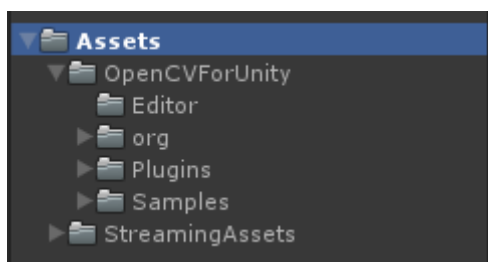 Assets
OpenCVForUnity
Editor
org
Plugins
Samples
StreamingAssets